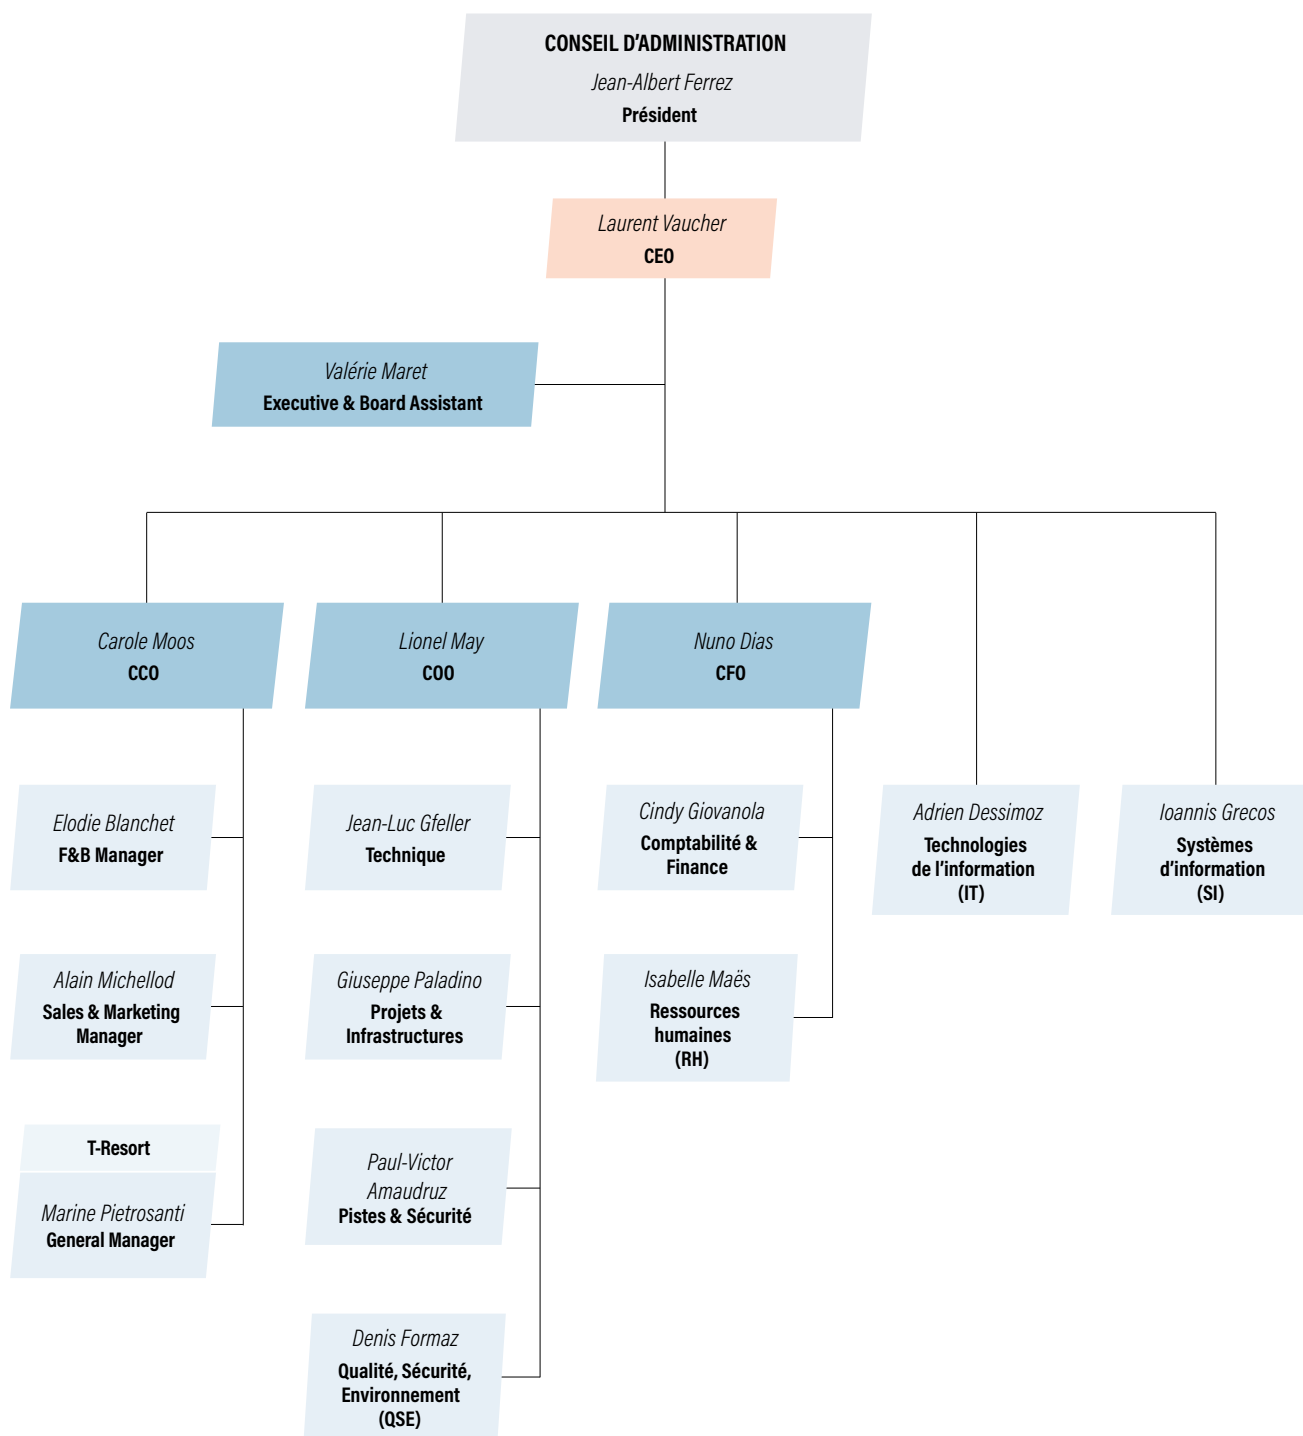 CONSEIL D'ADMINISTRATION
Jean-Albert Ferrez
Président
Laurent Vaucher
CEO
Valérie Maret
Executive & Board Assistant
Carole Moos
CCO
Lionel May
COO
Nuno Dias
CFO
Elodie Blanchet
F&B Manager
Jean-Luc Gfeller
Technique
Cindy Giovanola
Comptabilité &
Finance
Adrien Dessimoz
Technologies
de l'information
(IT)
Ioannis Grecos
Systèmes
d'information
(SI)
Alain Michellod
Sales & Marketing
Manager
Giuseppe Paladino
Projets &
Infrastructures
Isabelle Maës
Ressources
humaines
(RH)
T-Resort
Marine Pietrosanti
General Manager
Paul-Victor
Amaudruz
Pistes & Sécurité
Denis Formaz
Qualité, Sécurité,
Environnement
(QSE)